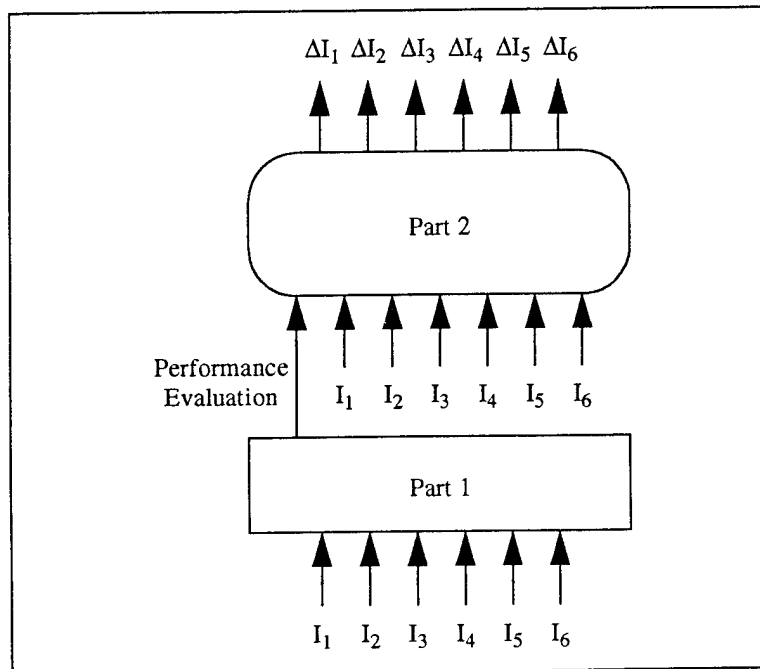 ΔI₁ ΔI₂ ΔI₃ ΔI₄ ΔI₅ ΔI₆
Part 2
Performance
Evaluation
I₁ I₂ I₃ I₄ I₅ I₆
Part 1
I₁ I₂ I₃ I₄ I₅ I₆